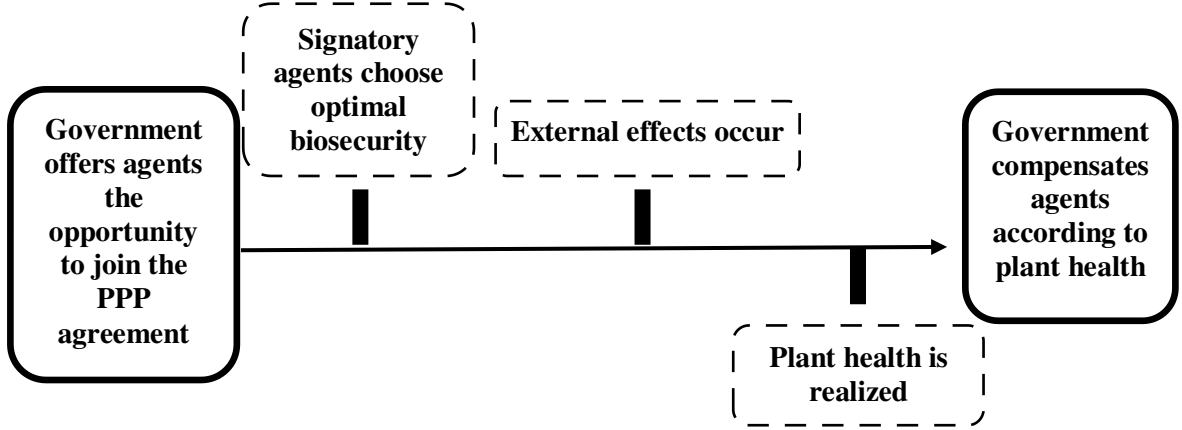 Government
offers agents
the
opportunity
to join the
PPP
agreement
Signatory
agents choose
optimal
biosecurity
External effects occur
Plant health is
realized
Government
compensates
agents
according to
plant health